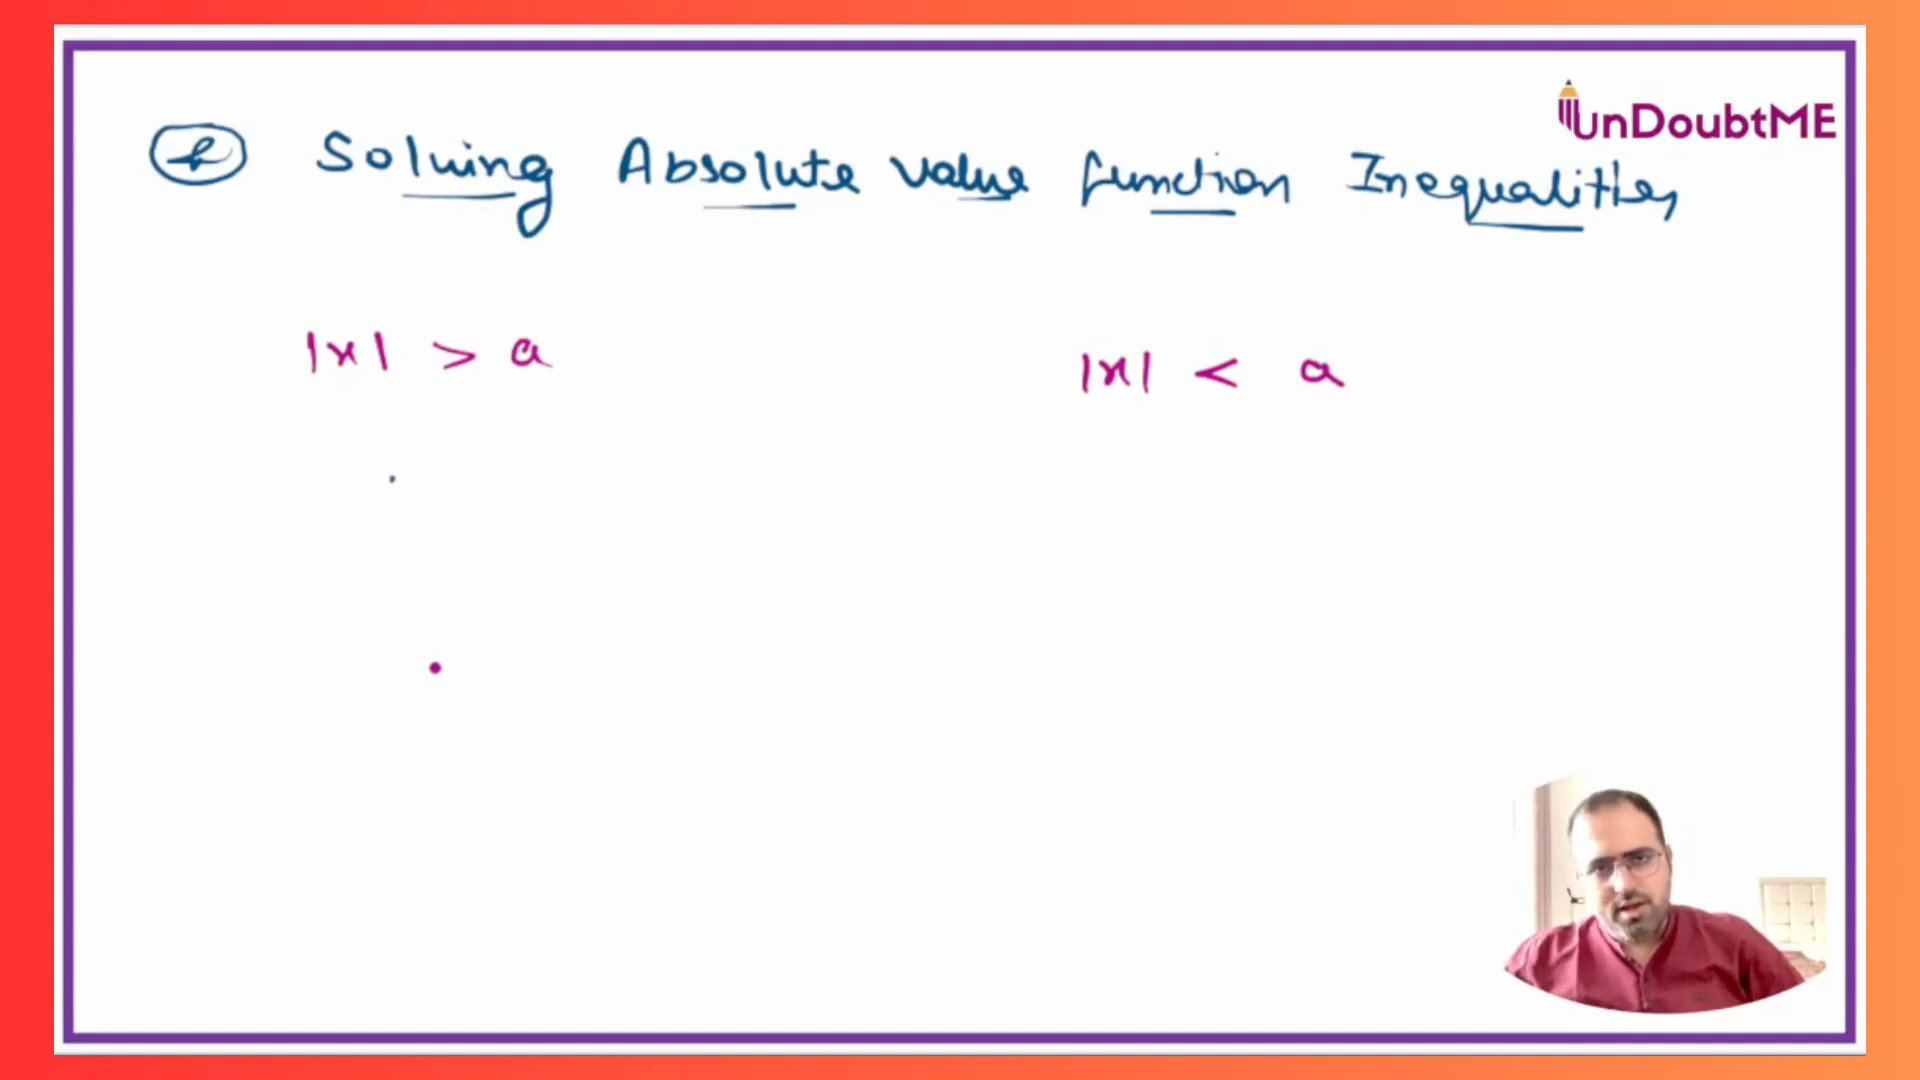 UnDoubtME
Solving Absolute Value function Inequalities
|x| > a
|x| < a